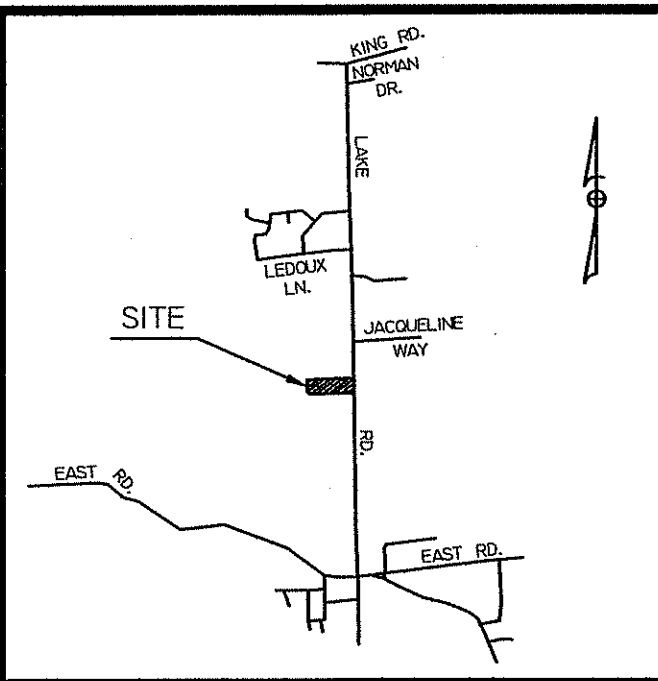 KING RD.
NORMAN
DR.
LAKE
LEDOUX
LN.
SITE
JACQUELINE
WAY
RD.
EAST RD.
EAST RD.